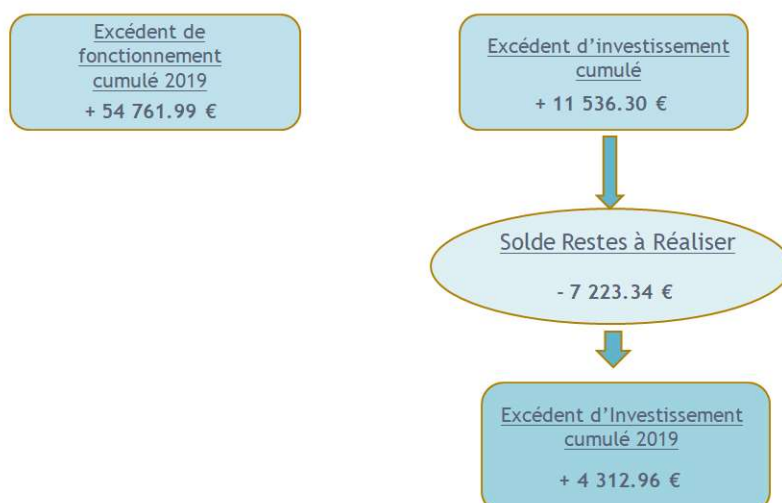 Excédent de
fonctionnement
cumulé 2019
+ 54 761.99 €
Excédent d’investissement
cumulé
+ 11 536.30 €
Solde Restes à Réaliser
- 7 223.34 €
Excédent d’Investissement
cumulé 2019
+ 4 312.96 €